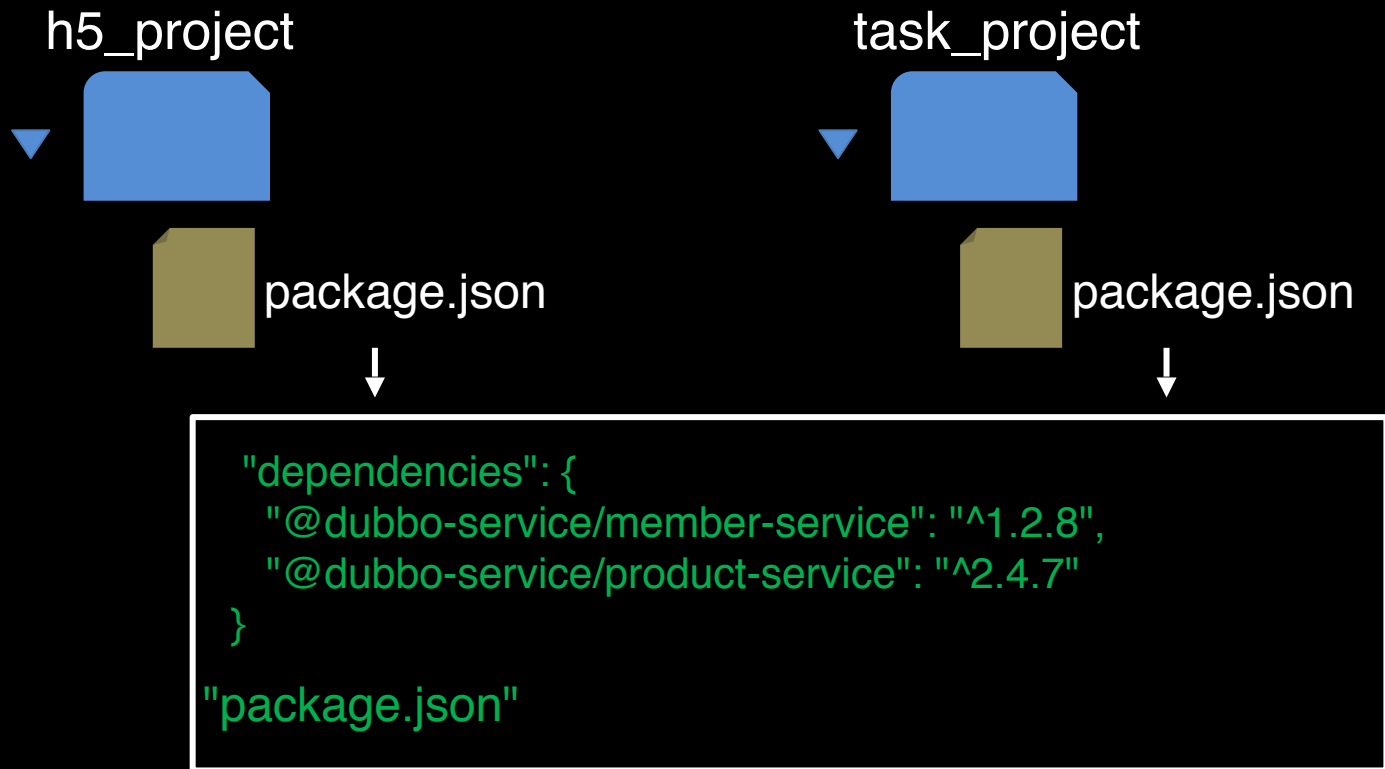 h5_project
task_project
package.json
package.json
"dependencies": {
"@dubbo-service/member-service": "^1.2.8",
"@dubbo-service/product-service": "^2.4.7"
}
"package.json"